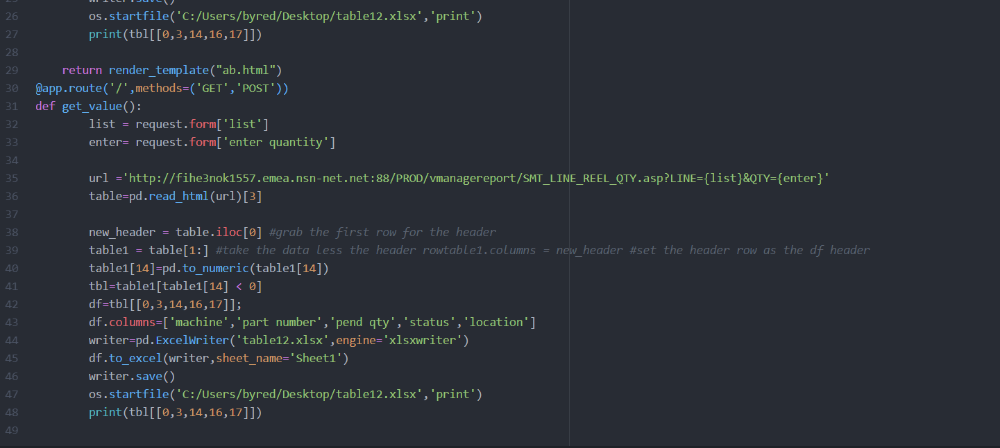 25 writer.save()
26 os.startfile('C:/Users/byred/Desktop/table12.xlsx','print')
27 print(tbl[[0,3,14,16,17]])
28
29 return render_template("ab.html")
30 @app.route('/',methods=('GET','POST'))
31 def get_value():
32 list = request.form['list']
33 enter= request.form['enter quantity']
34
35 url ='http://fihe3nok1557.emea.nsn-net.net:88/PROD/vmanagereport/SMT_LINE_REEL_QTY.asp?LINE={list}&QTY={enter}'
36 table=pd.read_html(url)[3]
37
38 new_header = table.iloc[0] #grab the first row for the header
39 table1 = table[1:] #take the data less the header rowtable1.columns = new_header #set the header row as the df header
40 table1[14]=pd.to_numeric(table1[14])
41 tbl=table1[table1[14] < 0]
42 df=tbl[[0,3,14,16,17]];
43 df.columns=['machine','part number','pend qty','status','location']
44 writer=pd.ExcelWriter('table12.xlsx',engine='xlsxwriter')
45 df.to_excel(writer,sheet_name='Sheet1')
46 writer.save()
47 os.startfile('C:/Users/byred/Desktop/table12.xlsx','print')
48 print(tbl[[0,3,14,16,17]])
49